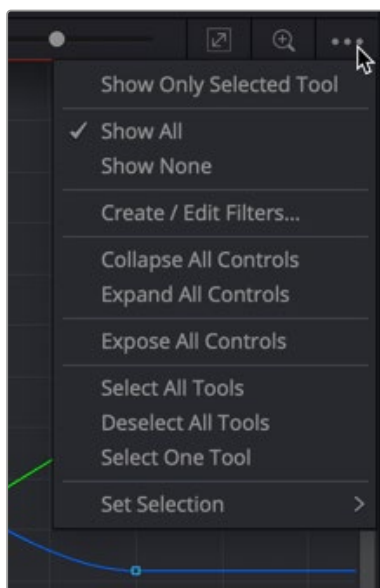 Show Only Selected Tool
Show All
Show None
Create / Edit Filters...
Collapse All Controls
Expand All Controls
Expose All Controls
Select All Tools
Deselect All Tools
Select One Tool
Set Selection